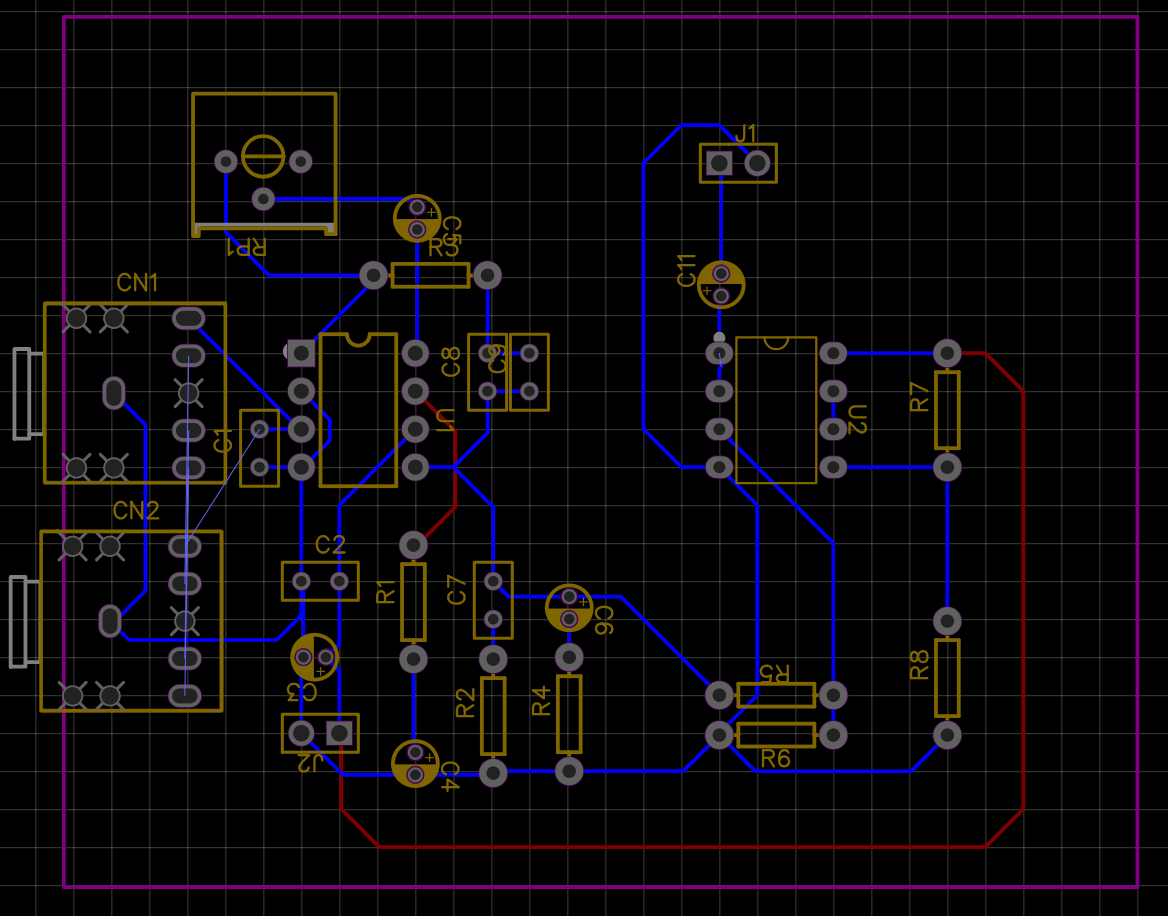 J1
C5
RP1
R3
C11
CN1
C8
C9
C1
U1
U2
R7
CN2
C2
R1
C7
C6
C3
R2
R4
R5
R8
J2
C4
R6
+
+
+
+
+